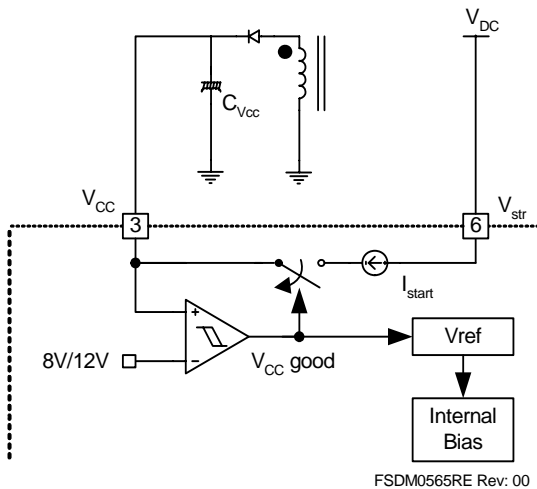 V_DC
C_Vcc
V_CC
3
6
V_str
I_start
+
-
8V/12V
V_CC good
Vref
Internal
Bias
FSDM0565RE Rev: 00